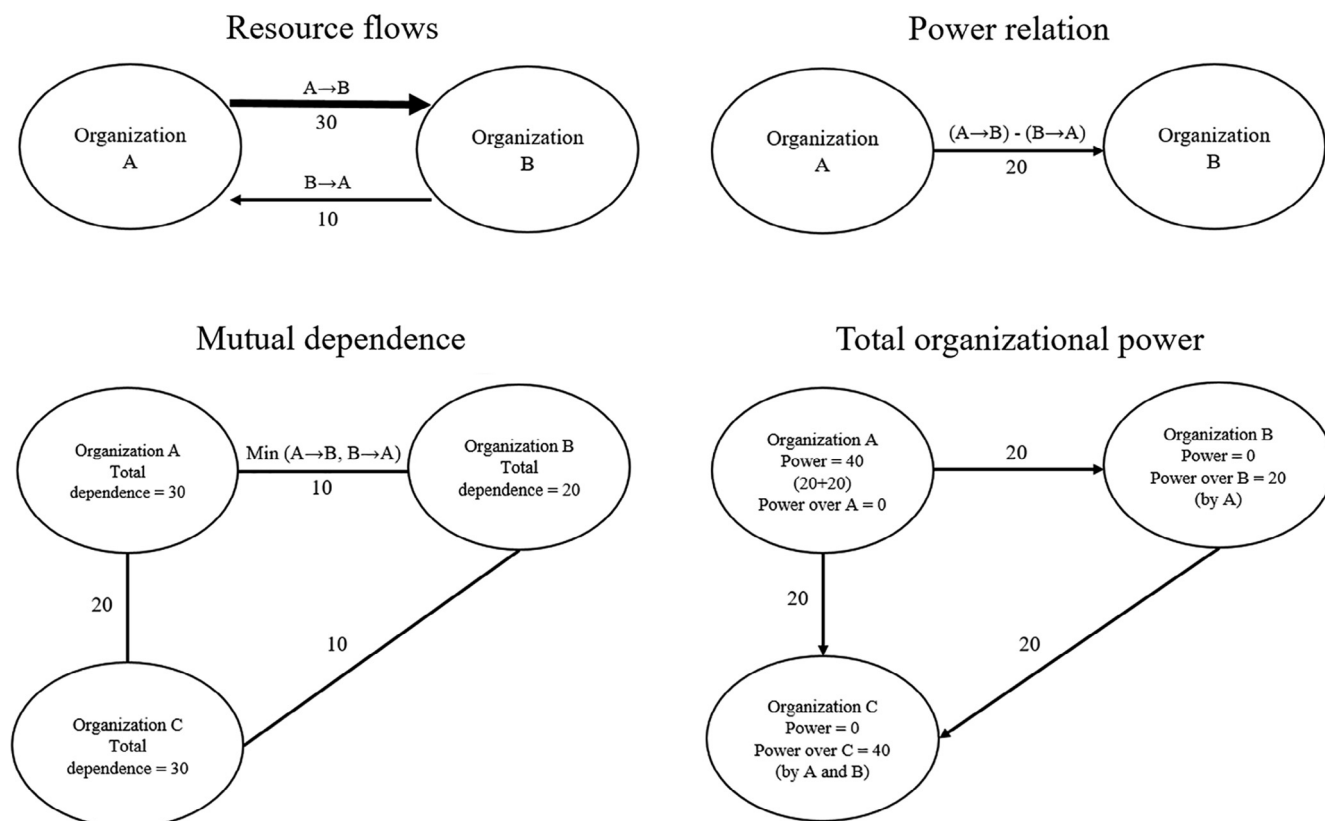 Resource flows
A→B
30
Organization
A
Organization
B
B→A
10
Power relation
Organization
A
(A→B) - (B→A)
20
Organization
B
Mutual dependence
Organization A
Total
dependence = 30
Min (A→B, B→A)
10
Organization B
Total
dependence = 20
20
10
Organization C
Total
dependence = 30
Total organizational power
Organization A
Power = 40
(20+20)
Power over A = 0
20
Organization B
Power = 0
Power over B = 20
(by A)
20
20
Organization C
Power = 0
Power over C = 40
(by A and B)